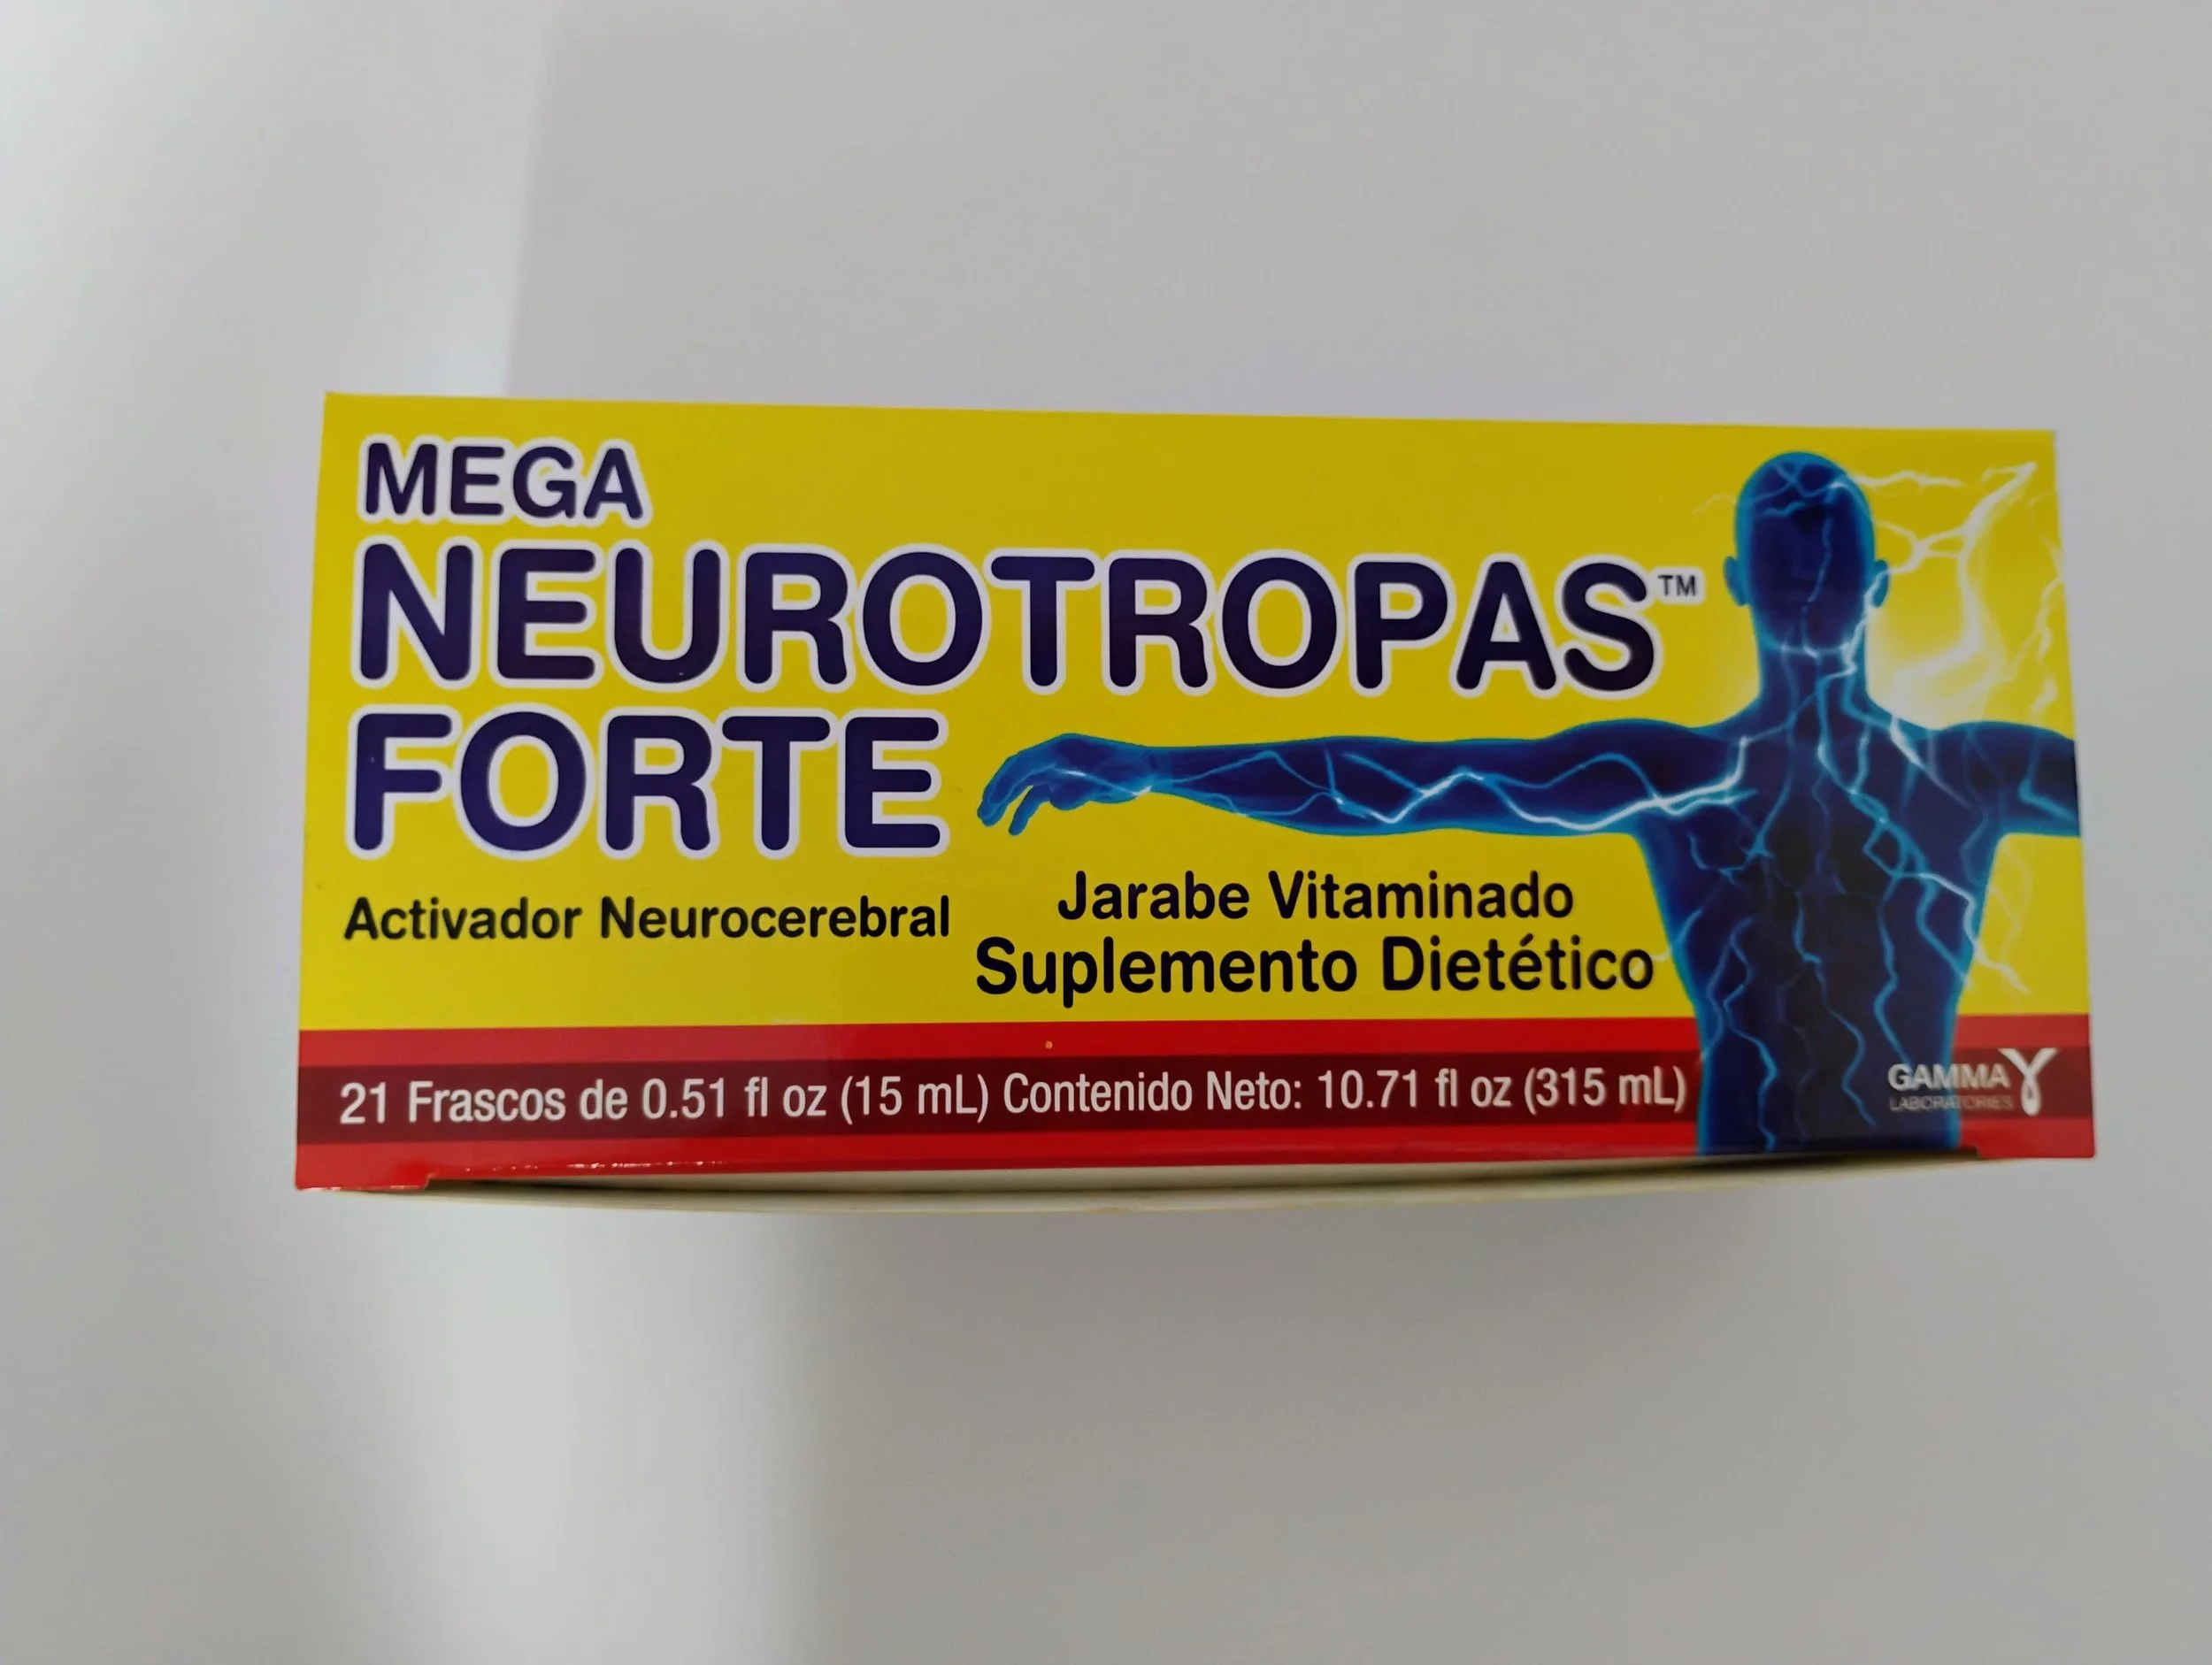 MEGA
NEUROTROPAS™
FORTE
Activador Neurocerebral
Jarabe Vitaminado
Suplemento Dietético
21 Frascos de 0.51 fl oz (15 mL) Contenido Neto: 10.71 fl oz (315 mL)
GAMMA
LABORATORIES